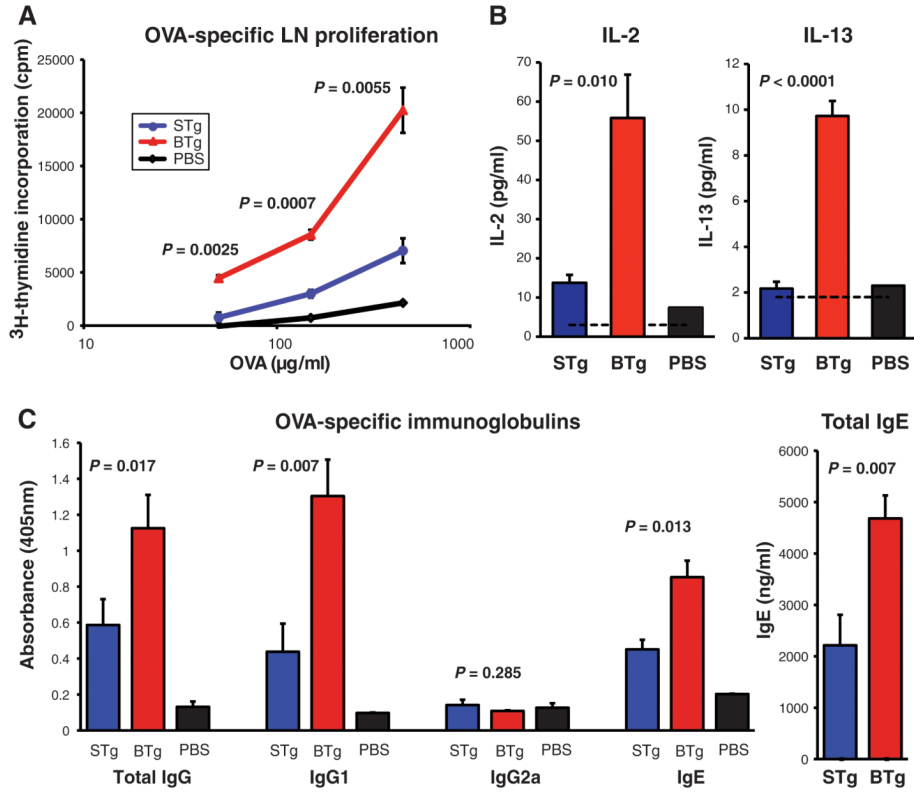 A
OVA-specific LN proliferation
³H-thymidine incorporation (cpm)
25000
20000
15000
10000
5000
0
STg
BTg
PBS
P = 0.0025
P = 0.0007
P = 0.0055
10
100
1000
OVA (µg/ml)
B
IL-2
IL-2 (pg/ml)
70
60
50
40
30
20
10
0
P = 0.010
STg BTg PBS
IL-13
IL-13 (pg/ml)
12
10
8
6
4
2
0
P < 0.0001
STg BTg PBS
C
OVA-specific immunoglobulins
Absorbance (405nm)
1.6
1.4
1.2
1
0.8
0.6
0.4
0.2
0
P = 0.017
P = 0.007
P = 0.285
P = 0.013
STg BTg PBS STg BTg PBS STg BTg PBS STg BTg PBS
Total IgG IgG1 IgG2a IgE
Total IgE
IgE (ng/ml)
6000
5000
4000
3000
2000
1000
0
P = 0.007
STg BTg